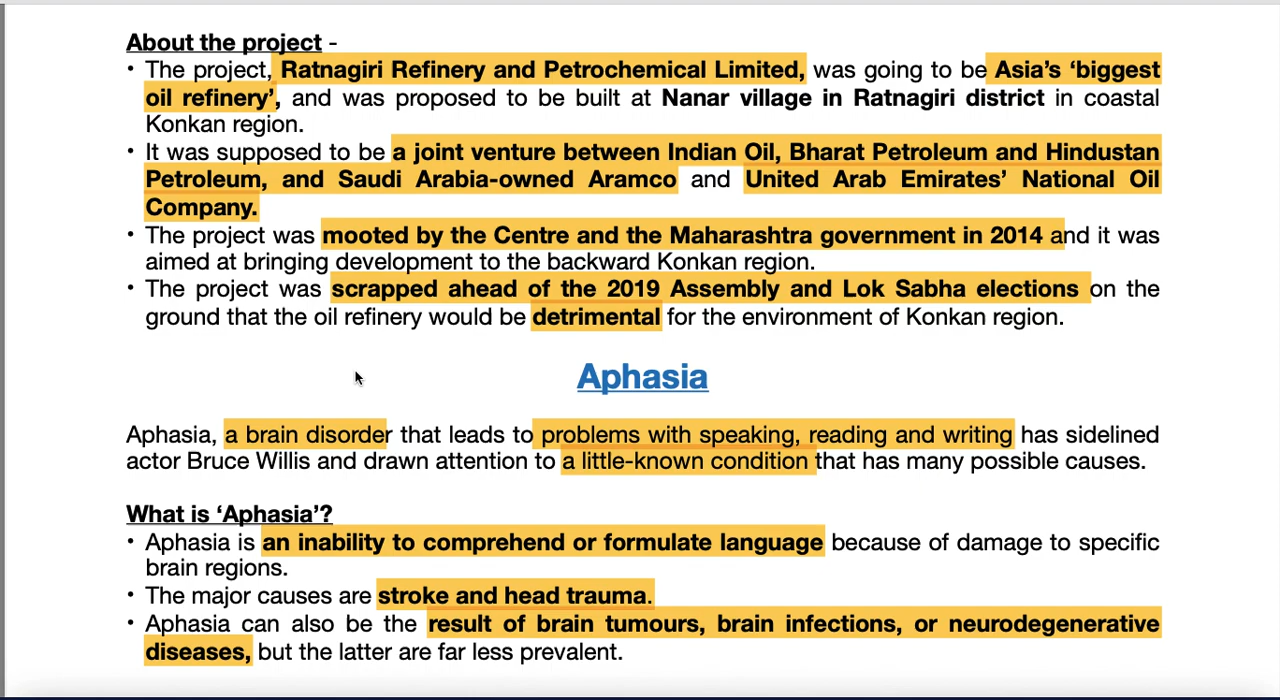 About the project -
• The project, Ratnagiri Refinery and Petrochemical Limited, was going to be Asia’s ‘biggest
oil refinery’, and was proposed to be built at Nanar village in Ratnagiri district in coastal
Konkan region.
• It was supposed to be a joint venture between Indian Oil, Bharat Petroleum and Hindustan
Petroleum, and Saudi Arabia-owned Aramco and United Arab Emirates’ National Oil
Company.
• The project was mooted by the Centre and the Maharashtra government in 2014 and it was
aimed at bringing development to the backward Konkan region.
• The project was scrapped ahead of the 2019 Assembly and Lok Sabha elections on the
ground that the oil refinery would be detrimental for the environment of Konkan region.
Aphasia
Aphasia, a brain disorder that leads to problems with speaking, reading and writing has sidelined
actor Bruce Willis and drawn attention to a little-known condition that has many possible causes.
What is ‘Aphasia’?
• Aphasia is an inability to comprehend or formulate language because of damage to specific
brain regions.
• The major causes are stroke and head trauma.
• Aphasia can also be the result of brain tumours, brain infections, or neurodegenerative
diseases, but the latter are far less prevalent.